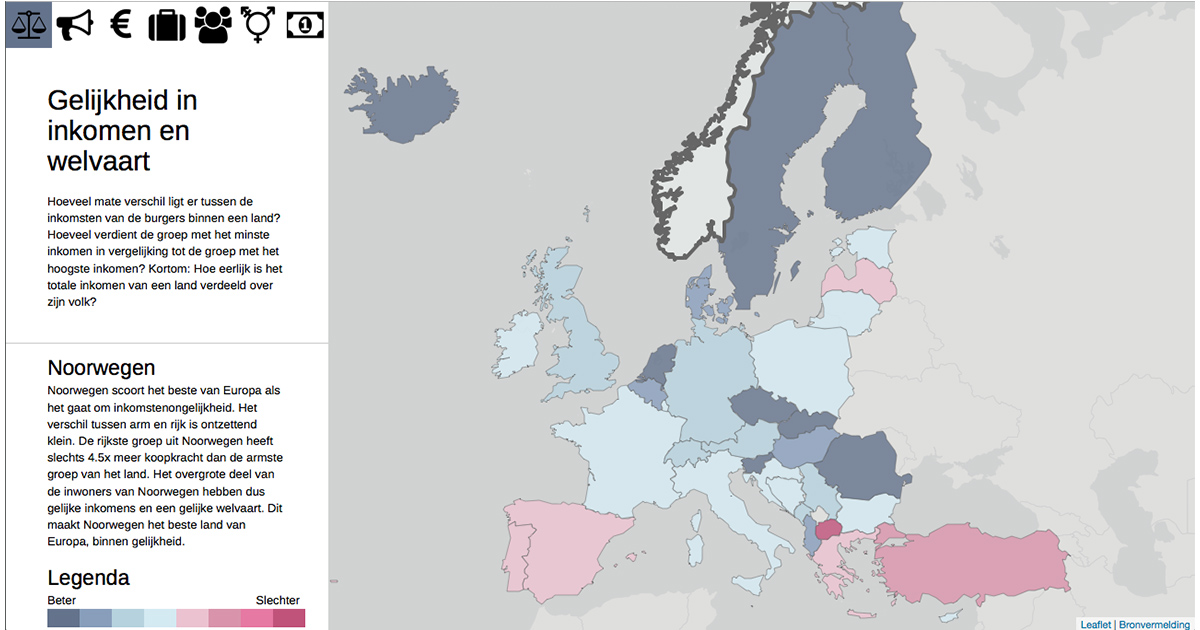 €
1
Gelijkheid in
inkomen en
welvaart
Hoeveel mate verschil ligt er tussen de
inkomsten van de burgers binnen een land?
Hoeveel verdient de groep met het minste
inkomen in vergelijking tot de groep met het
hoogste inkomen? Kortom: Hoe eerlijk is het
totale inkomen van een land verdeeld over
zijn volk?
Noorwegen
Noorwegen scoort het beste van Europa als
het gaat om inkomstenongelijkheid. Het
verschil tussen arm en rijk is ontzettend
klein. De rijkste groep uit Noorwegen heeft
slechts 4.5x meer koopkracht dan de armste
groep van het land. Het overgrote deel van
de inwoners van Noorwegen hebben dus
gelijke inkomens en een gelijke welvaart. Dit
maakt Noorwegen het beste land van
Europa, binnen gelijkheid.
Legenda
Beter Slechter
Leaflet | Bronvermelding